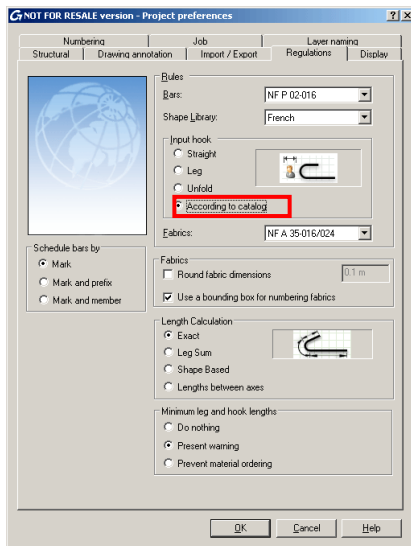 NOT FOR RESALE version - Project preferences
Numbering Job Layer naming
Structural Drawing annotation Import / Export Regulations Display
Rules
Bars: NF P 02-016
Shape Library: French
Input hook
Straight
Leg
Unfold
According to catalog
Fabrics: NF A 35-016/024
Schedule bars by
Mark
Mark and prefix
Mark and member
Fabrics
Round fabric dimensions 0.1 m
Use a bounding box for numbering fabrics
Length Calculation
Exact
Leg Sum
Shape Based
Lengths between axes
Minimum leg and hook lengths
Do nothing
Present warning
Prevent material ordering
OK Cancel Help